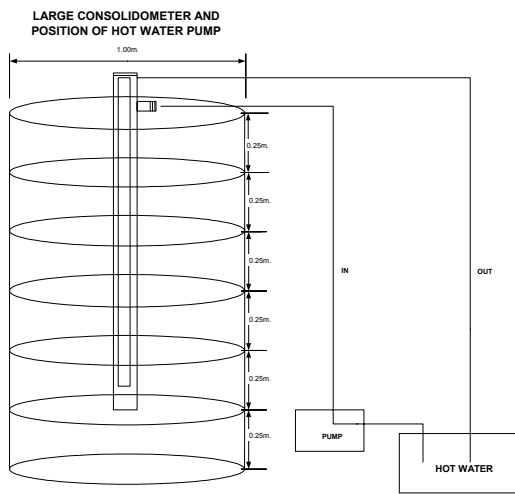 LARGE CONSOLIDOMETER AND
POSITION OF HOT WATER PUMP
1.00m.
0.25m.
0.25m.
0.25m.
0.25m.
0.25m.
0.25m.
IN
OUT
PUMP
HOT WATER